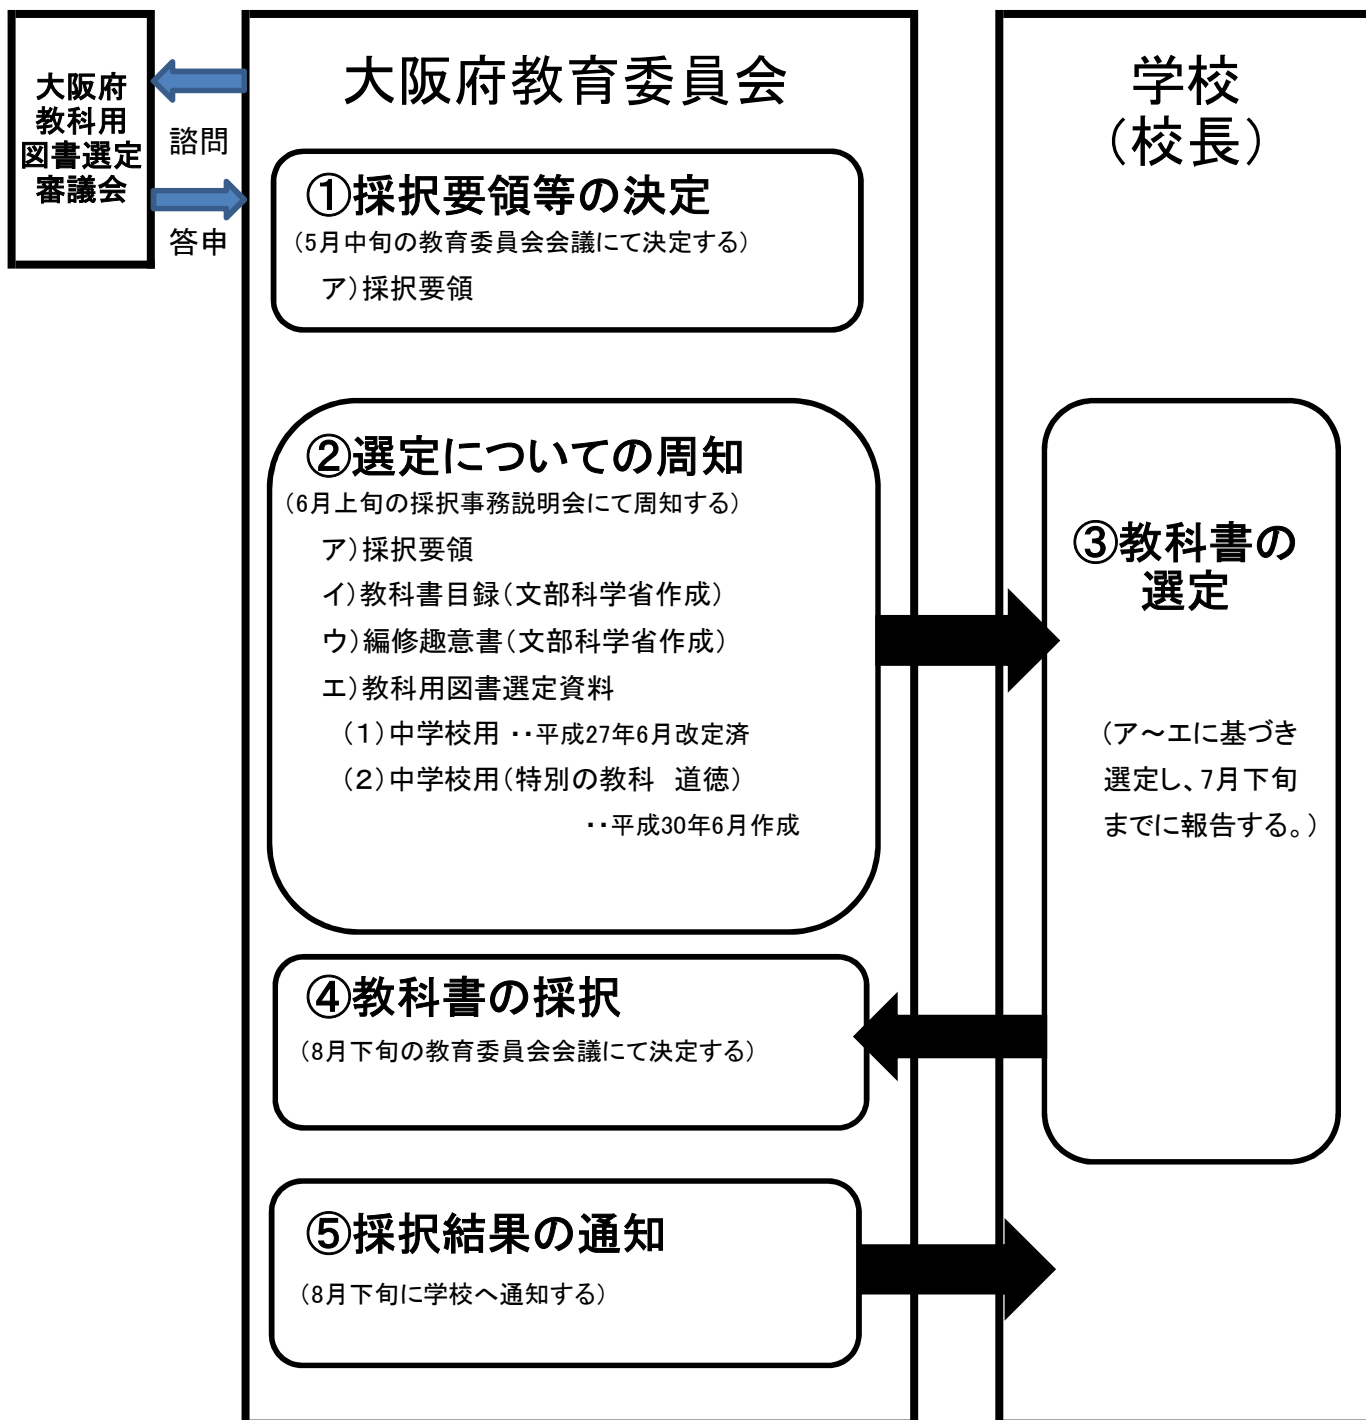 大阪府
教科用
図書選定
審議会
諮問
答申
大阪府教育委員会
①採択要領等の決定
(5月中旬の教育委員会会議にて決定する)
ア)採択要領
②選定についての周知
(6月上旬の採択事務説明会にて周知する)
ア)採択要領
イ)教科書目録(文部科学省作成)
ウ)編修趣意書(文部科学省作成)
エ)教科用図書選定資料
(1)中学校用 ‥平成27年6月改定済
(2)中学校用(特別の教科　道徳)
‥平成30年6月作成
④教科書の採択
(8月下旬の教育委員会会議にて決定する)
⑤採択結果の通知
(8月下旬に学校へ通知する)
学校
(校長)
③教科書の
選定
(ア～エに基づき
選定し、7月下旬
までに報告する。)